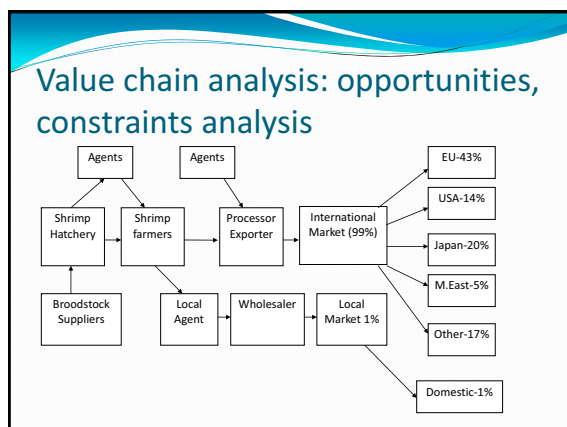 Value chain analysis: opportunities,
constraints analysis
Agents
Agents
EU-43%
USA-14%
Shrimp
Hatchery
Shrimp
farmers
Processor
Exporter
International
Market (99%)
Japan-20%
M.East-5%
Broodstock
Suppliers
Local
Agent
Wholesaler
Local
Market 1%
Other-17%
Domestic-1%